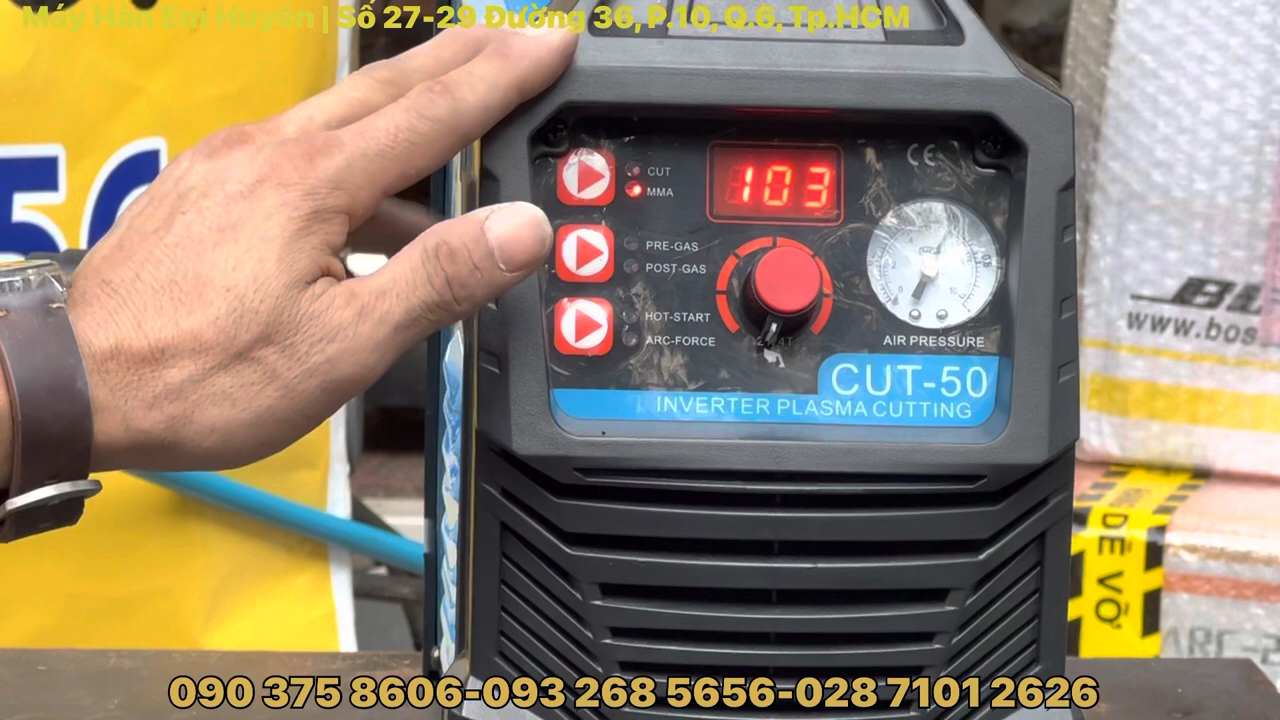 Máy Hàn Em Huyên | Số 27-29 Đường 36, P.10, Q.6, Tp.HCM
CUT
MMA
103
CE
PRE-GAS
POST-GAS
HOT-START
ARC-FORCE
AIR PRESSURE
CUT-50
INVERTER PLASMA CUTTING
www.bos
DỄ VỠ
090 375 8606-093 268 5656-028 7101 2626